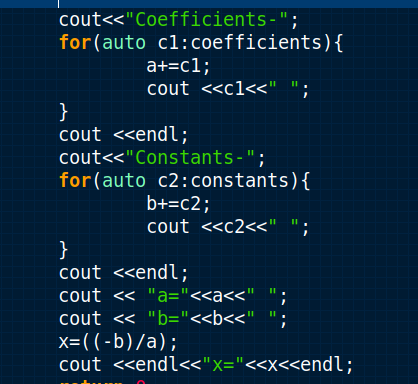 cout<<"Coefficients-";
for(auto c1:coefficients){
a+=c1;
cout <<c1<<" ";
}
cout <<endl;
cout<<"Constants-";
for(auto c2:constants){
b+=c2;
cout <<c2<<" ";
}
cout <<endl;
cout << "a="<<a<<" ";
cout << "b="<<b<<" ";
x=((-b)/a);
cout <<endl<<"x="<<x<<endl;